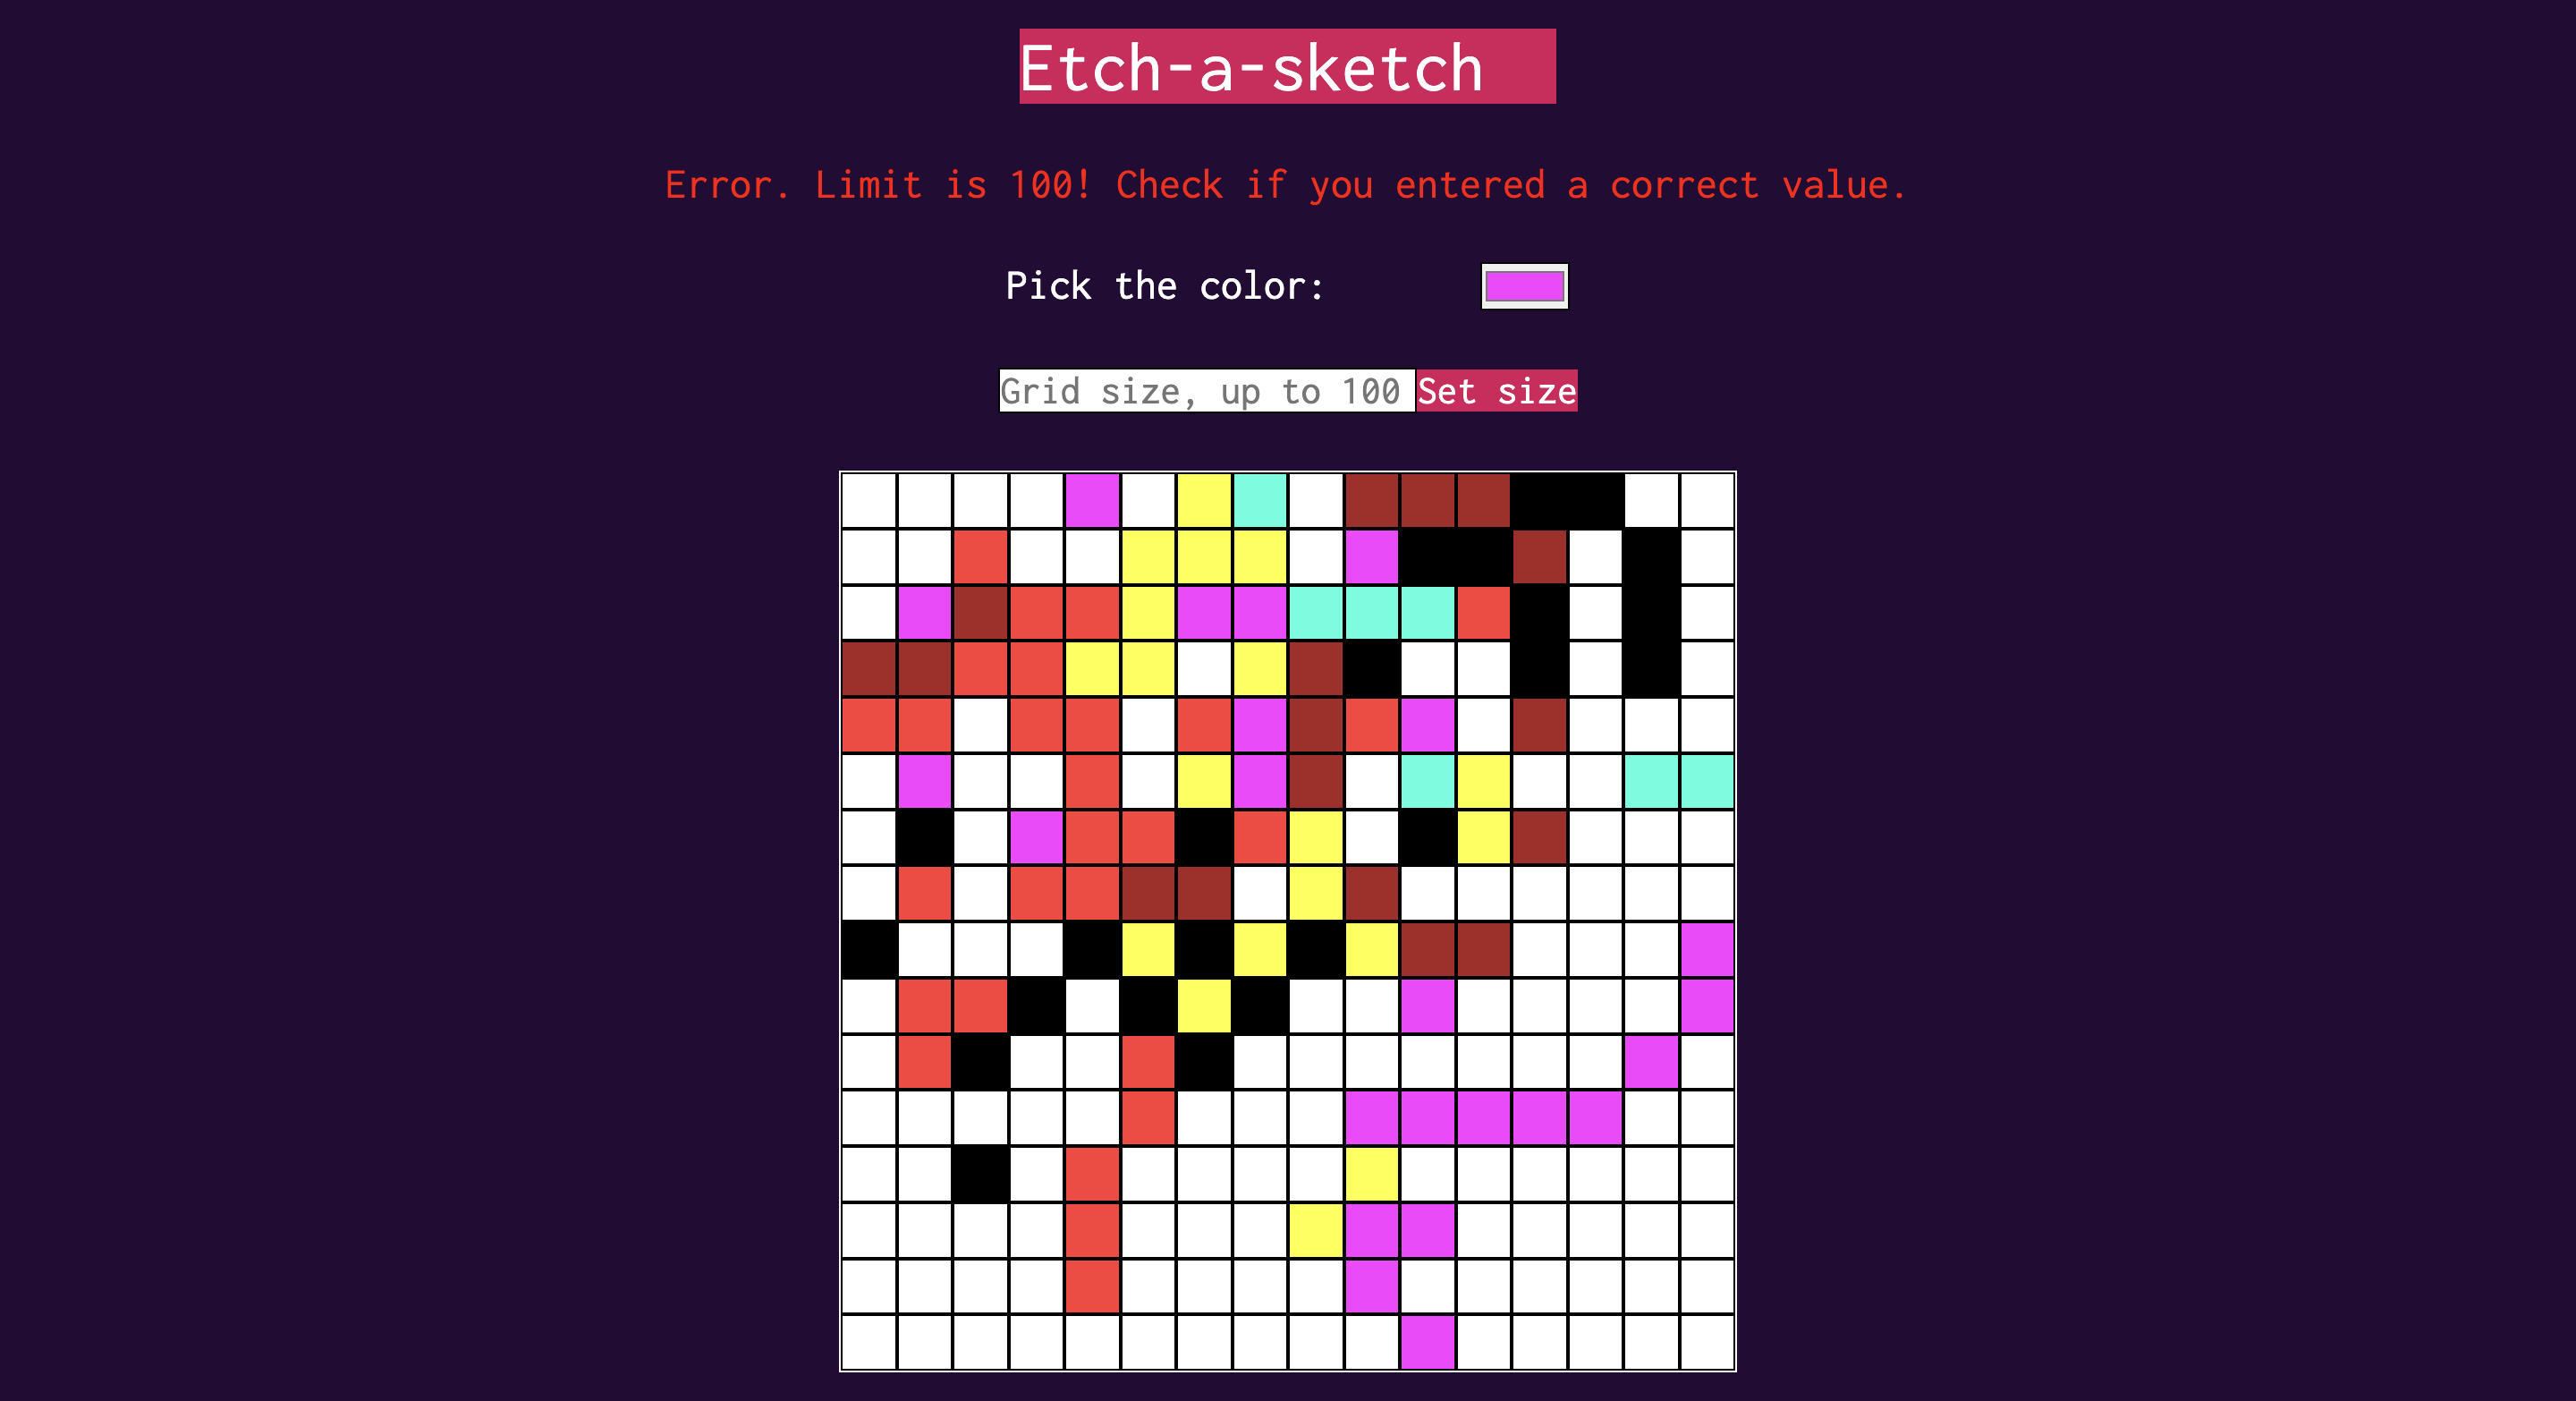 Etch-a-sketch
Error. Limit is 100! Check if you entered a correct value.
Pick the color:
Grid size, up to 100 Set size